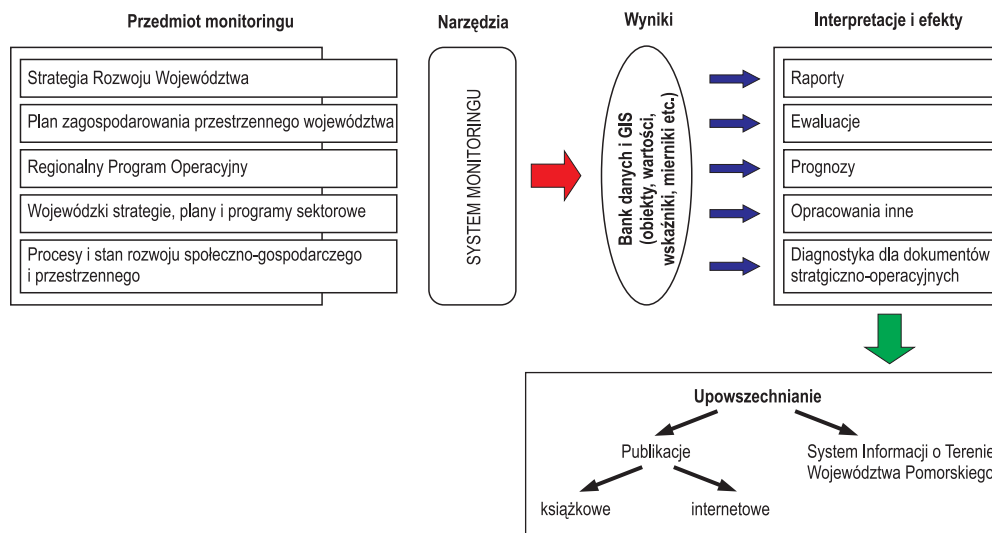 Przedmiot monitoringu
Strategia Rozwoju Województwa
Plan zagospodarowania przestrzennego województwa
Regionalny Program Operacyjny
Wojewódzki strategie, plany i programy sektorowe
Procesy i stan rozwoju społeczno-gospodarczego
i przestrzennego
Narzędzia
SYSTEM MONITORINGU
Wyniki
Bank danych i GIS
(obiekty, wartości,
wskaźniki, mierniki etc.)
Interpretacje i efekty
Raporty
Ewaluacje
Prognozy
Opracowania inne
Diagnostyka dla dokumentów
stratgiczno-operacyjnych
Upowszechnianie
Publikacje
System Informacji o Terenie
Województwa Pomorskiego
książkowe
internetowe